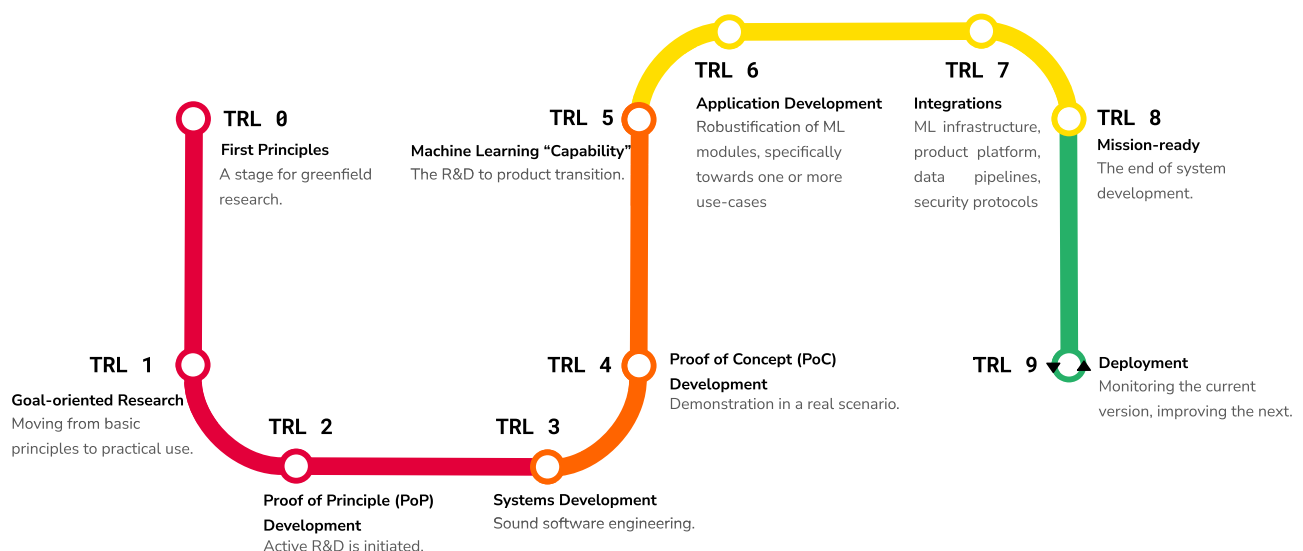 TRL 0
First Principles
A stage for greenfield
research.
TRL 1
Goal-oriented Research
Moving from basic
principles to practical use.
TRL 2
Proof of Principle (PoP)
Development
Active R&D is initiated.
TRL 3
Systems Development
Sound software engineering.
TRL 4
Proof of Concept (PoC)
Development
Demonstration in a real scenario.
TRL 5
Machine Learning “Capability”
The R&D to product transition.
TRL 6
Application Development
Robustification of ML
modules, specifically
towards one or more
use-cases
TRL 7
Integrations
ML infrastructure,
product platform,
data pipelines,
security protocols
TRL 8
Mission-ready
The end of system
development.
TRL 9
Deployment
Monitoring the current
version, improving the next.